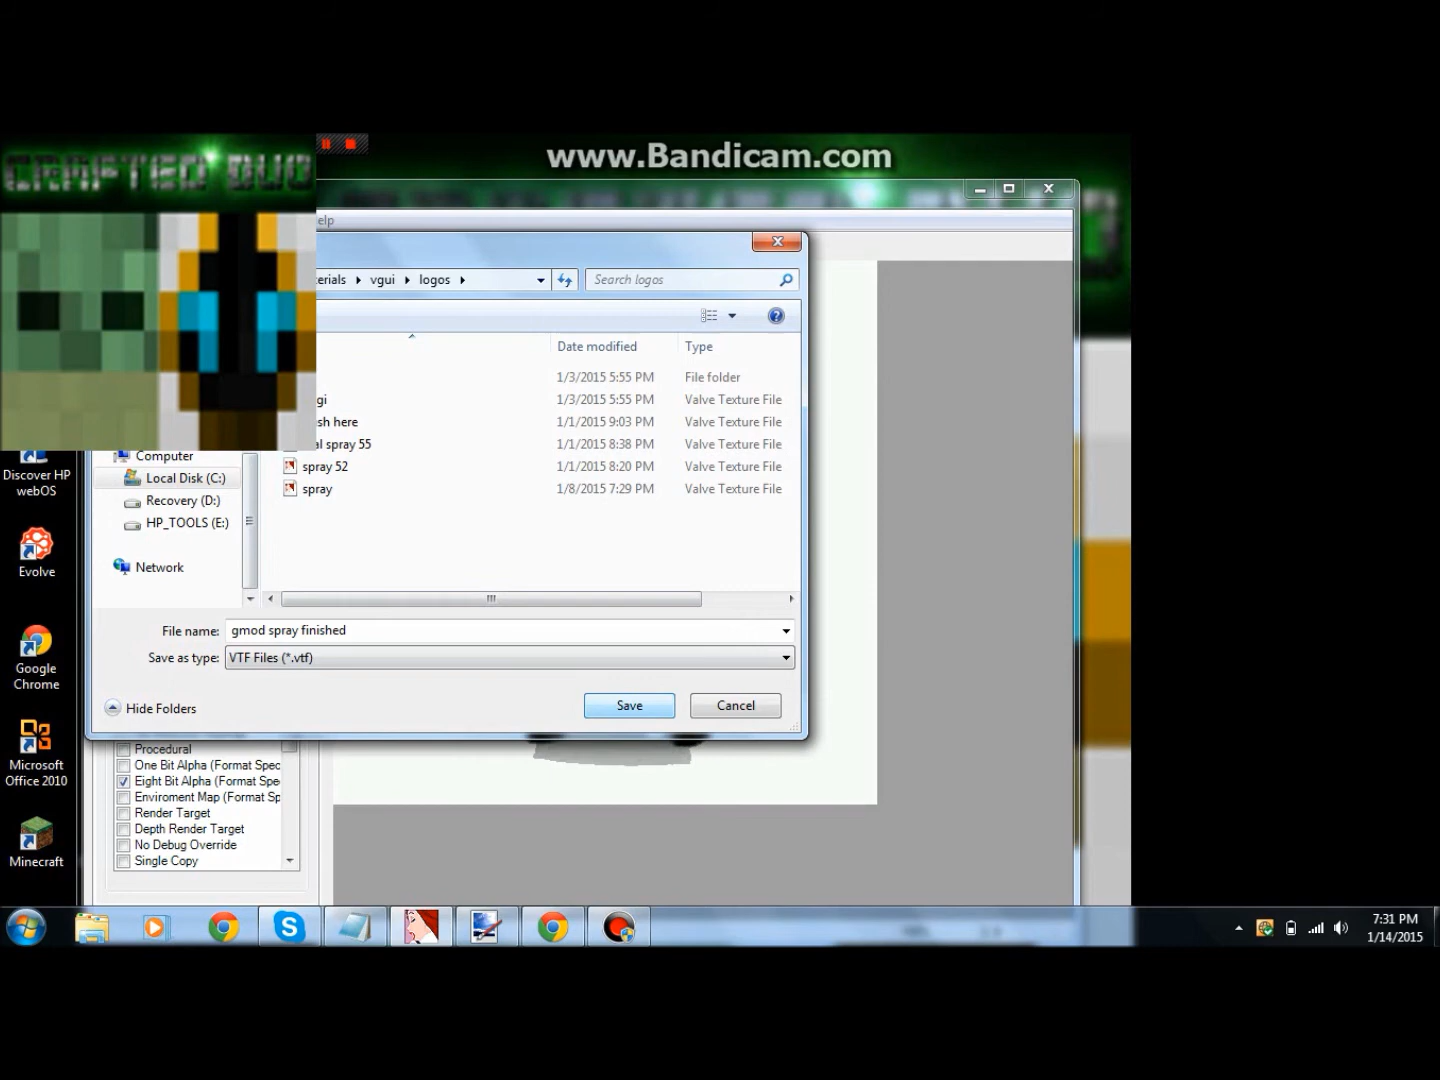 www.Bandicam.com
CRAFTED DUO
elp
erials vgui logos
Search logos
Date modified Type
1/3/2015 5:55 PM File folder
gi 1/3/2015 5:55 PM Valve Texture File
sh here 1/1/2015 9:03 PM Valve Texture File
al spray 55 1/1/2015 8:38 PM Valve Texture File
spray 52 1/1/2015 8:20 PM Valve Texture File
spray 1/8/2015 7:29 PM Valve Texture File
Computer
Local Disk (C:)
Recovery (D:)
HP_TOOLS (E:)
Network
File name: gmod spray finished
Save as type: VTF Files (*.vtf)
Hide Folders
Save
Cancel
Procedural
One Bit Alpha (Format Spec
Eight Bit Alpha (Format Spe
Enviroment Map (Format Sp
Render Target
Depth Render Target
No Debug Override
Single Copy
Discover HP
webOS
Evolve
Google
Chrome
Microsoft
Office 2010
Minecraft
7:31 PM
1/14/2015